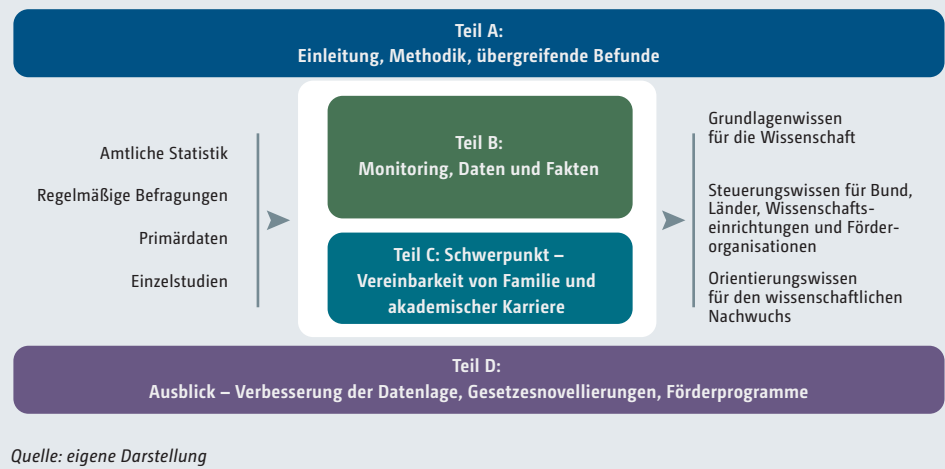 Teil A:
Einleitung, Methodik, übergreifende Befunde
Amtliche Statistik
Regelmäßige Befragungen
Primärdaten
Einzelstudien
Teil B:
Monitoring, Daten und Fakten
Teil C: Schwerpunkt –
Vereinbarkeit von Familie und
akademischer Karriere
Grundlagenwissen
für die Wissenschaft
Steuerungswissen für Bund,
Länder, Wissenschafts-
einrichtungen und Förder-
organisationen
Orientierungswissen
für den wissenschaftlichen
Nachwuchs
Teil D:
Ausblick – Verbesserung der Datenlage, Gesetzesnovellierungen, Förderprogramme
Quelle: eigene Darstellung